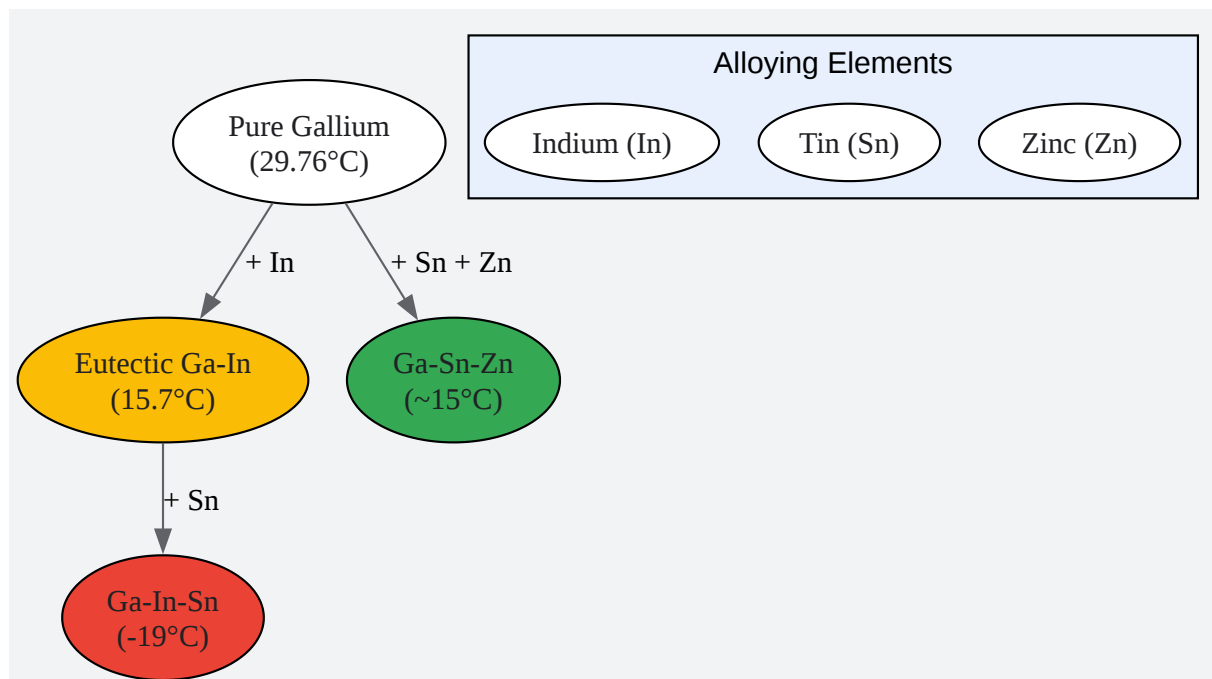 Alloying Elements
Pure Gallium
(29.76°C)
Indium (In)
Tin (Sn)
Zinc (Zn)
+ In
+ Sn + Zn
Eutectic Ga-In
(15.7°C)
Ga-Sn-Zn
(~15°C)
+ Sn
Ga-In-Sn
(-19°C)